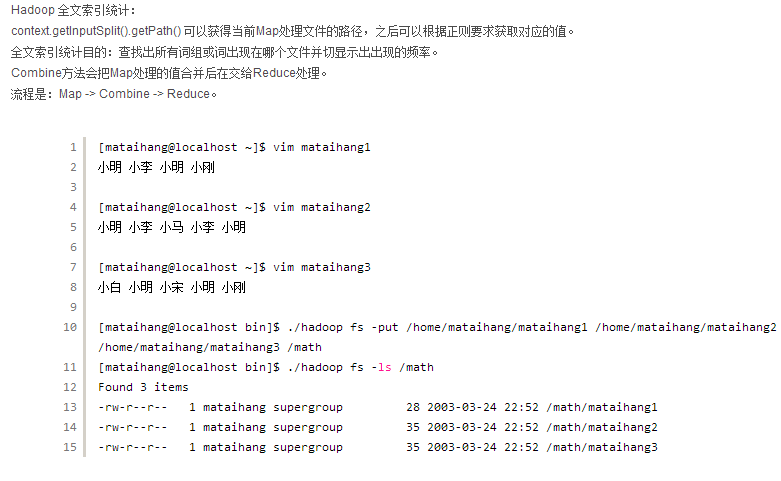 Hadoop 全文索引统计：
context.getInputSplit().getPath() 可以获得当前Map处理文件的路径，之后可以根据正则要求获取对应的值。
全文索引统计目的：查找出所有词组或词出现在哪个文件并切显示出出现的频率。
Combine方法会把Map处理的值合并后在交给Reduce处理。
流程是：Map -> Combine -> Reduce。
1 [mataihang@localhost ~]$ vim mataihang1
2 小明 小李 小明 小刚
3
4 [mataihang@localhost ~]$ vim mataihang2
5 小明 小李 小马 小李 小明
6
7 [mataihang@localhost ~]$ vim mataihang3
8 小白 小明 小宋 小明 小刚
9
10 [mataihang@localhost bin]$ ./hadoop fs -put /home/mataihang/mataihang1 /home/mataihang/mataihang2
/home/mataihang/mataihang3 /math
11 [mataihang@localhost bin]$ ./hadoop fs -ls /math
12 Found 3 items
13 -rw-r--r--   1 mataihang supergroup         28 2003-03-24 22:52 /math/mataihang1
14 -rw-r--r--   1 mataihang supergroup         35 2003-03-24 22:52 /math/mataihang2
15 -rw-r--r--   1 mataihang supergroup         35 2003-03-24 22:52 /math/mataihang3